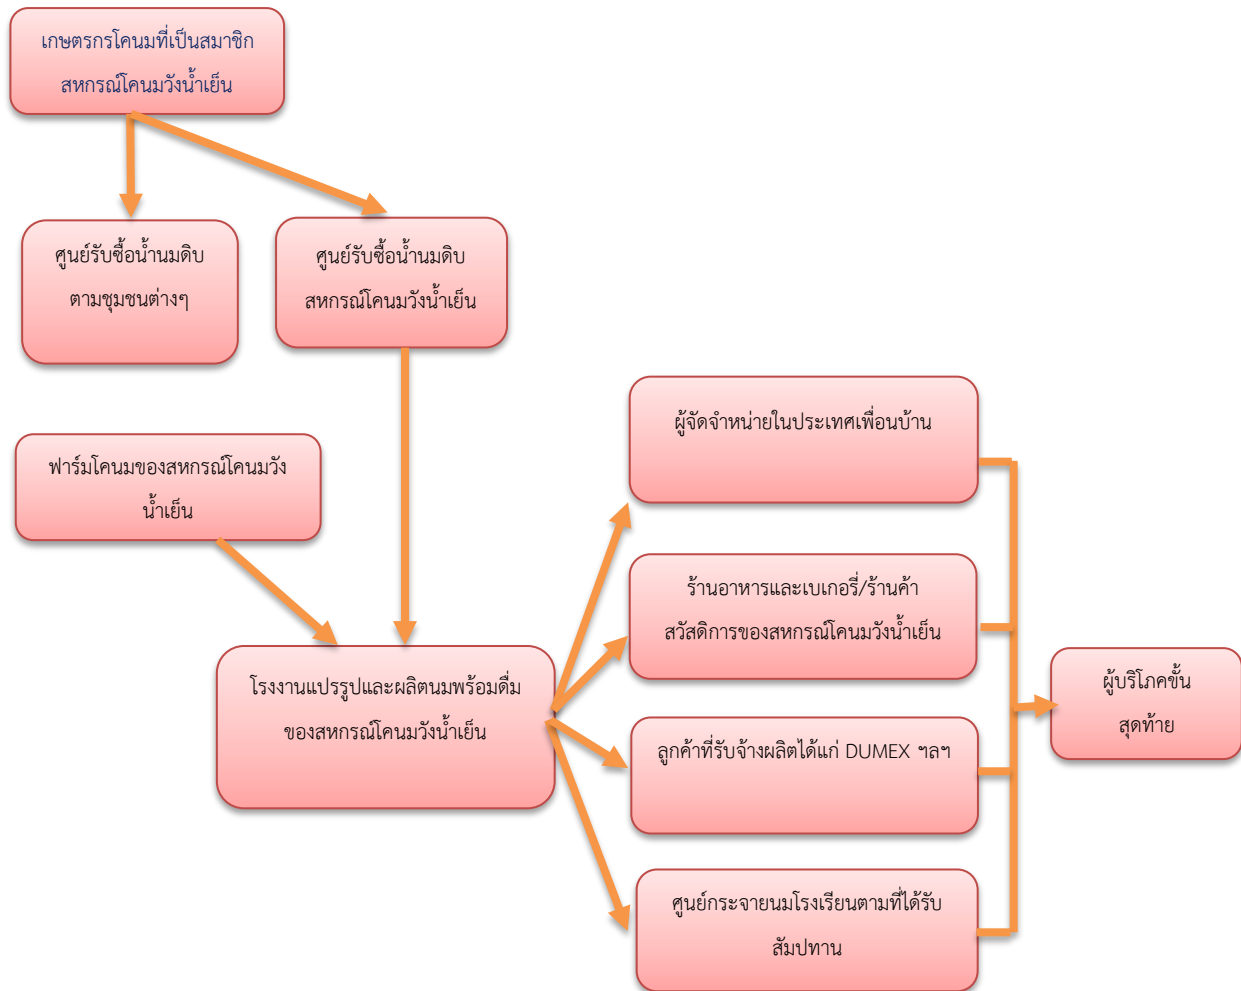 เกษตรกรโคนมที่เป็นสมาชิก
สหกรณ์โคนมวังน้ำเย็น
ศูนย์รับซื้อน้ำนมดิบ
ตามชุมชนต่างๆ
ศูนย์รับซื้อน้ำนมดิบ
สหกรณ์โคนมวังน้ำเย็น
ฟาร์มโคนมของสหกรณ์โคนมวัง
น้ำเย็น
โรงงานแปรรูปและผลิตนมพร้อมดื่ม
ของสหกรณ์โคนมวังน้ำเย็น
ผู้จัดจำหน่ายในประเทศเพื่อนบ้าน
ร้านอาหารและเบเกอรี่/ร้านค้า
สวัสดิการของสหกรณ์โคนมวังน้ำเย็น
ลูกค้าที่รับจ้างผลิตได้แก่ DUMEX ฯลฯ
ศูนย์กระจายนมโรงเรียนตามที่ได้รับ
สัมปทาน
ผู้บริโภคขั้น
สุดท้าย